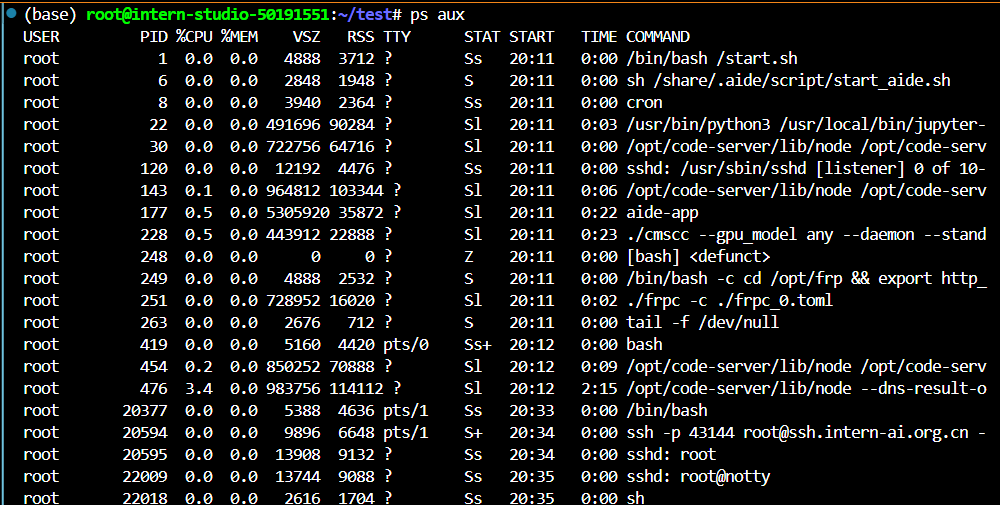 (base) root@intern-studio-50191551:~/test# ps aux
USER PID %CPU %MEM VSZ RSS TTY STAT START TIME COMMAND
root 1 0.0 0.0 4888 3712 ? Ss 20:11 0:00 /bin/bash /start.sh
root 6 0.0 0.0 2848 1948 ? S 20:11 0:00 sh /share/.aide/script/start_aide.sh
root 8 0.0 0.0 3940 2364 ? Ss 20:11 0:00 cron
root 22 0.0 0.0 491696 90284 ? Sl 20:11 0:03 /usr/bin/python3 /usr/local/bin/jupyter-
root 30 0.0 0.0 722756 64716 ? Sl 20:11 0:00 /opt/code-server/lib/node /opt/code-serv
root 120 0.0 0.0 12192 4476 ? Ss 20:11 0:00 sshd: /usr/sbin/sshd [listener] 0 of 10-
root 143 0.1 0.0 964812 103344 ? Sl 20:11 0:06 /opt/code-server/lib/node /opt/code-serv
root 177 0.5 0.0 5305920 35872 ? Sl 20:11 0:22 aide-app
root 228 0.5 0.0 443912 22888 ? Sl 20:11 0:23 ./cmscc --gpu_model any --daemon --stand
root 248 0.0 0.0 0 0 ? Z 20:11 0:00 [bash] <defunct>
root 249 0.0 0.0 4888 2532 ? S 20:11 0:00 /bin/bash -c cd /opt/frp && export http_
root 251 0.0 0.0 728952 16020 ? Sl 20:11 0:02 ./frpc -c ./frpc_0.toml
root 263 0.0 0.0 2676 712 ? S 20:11 0:00 tail -f /dev/null
root 419 0.0 0.0 5160 4420 pts/0 Ss+ 20:12 0:00 bash
root 454 0.2 0.0 850252 70888 ? Sl 20:12 0:09 /opt/code-server/lib/node /opt/code-serv
root 476 3.4 0.0 983756 114112 ? Sl 20:12 2:15 /opt/code-server/lib/node --dns-result-o
root 20377 0.0 0.0 5388 4636 pts/1 Ss 20:33 0:00 /bin/bash
root 20594 0.0 0.0 9896 6648 pts/1 S+ 20:34 0:00 ssh -p 43144 root@ssh.intern-ai.org.cn -
root 20595 0.0 0.0 13908 9132 ? Ss 20:34 0:00 sshd: root
root 22009 0.0 0.0 13744 9088 ? Ss 20:35 0:00 sshd: root@notty
root 22018 0.0 0.0 2616 1704 ? Ss 20:35 0:00 sh